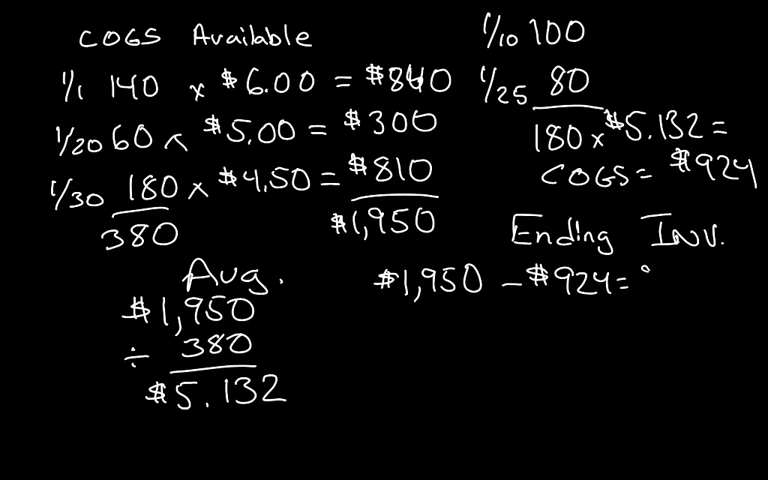 COGS Available
1/1 140 x $6.00 = $840
1/20 60 x $5.00 = $300
1/30 180 x $4.50 = $810
380 $1,950
Avg.
$1,950
÷ 380
$5.132
1/10 100
1/25 80
180 x $5.132 =
COGS = $924
Ending Inv.
$1,950 - $924 =